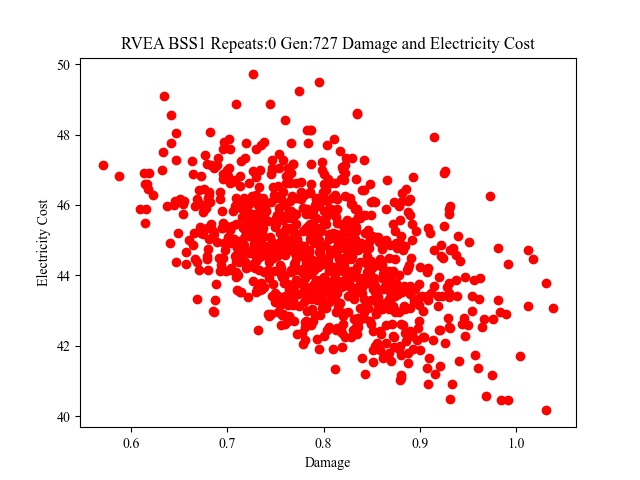 RVEA BSS1 Repeats:0 Gen:727 Damage and Electricity Cost
50
48
46
44
42
40
Electricity Cost
0.6 0.7 0.8 0.9 1.0
Damage